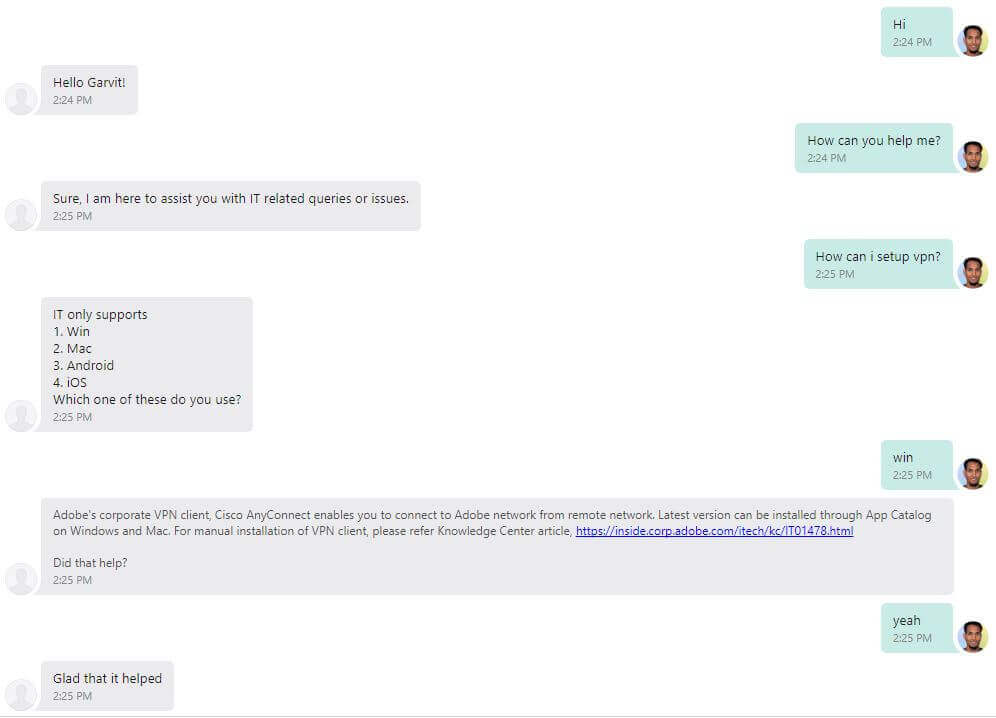 Hi
2:24 PM
Hello Garvit!
2:24 PM
How can you help me?
2:24 PM
Sure, I am here to assist you with IT related queries or issues.
2:25 PM
How can i setup vpn?
2:25 PM
IT only supports
1. Win
2. Mac
3. Android
4. iOS
Which one of these do you use?
2:25 PM
win
2:25 PM
Adobe's corporate VPN client, Cisco AnyConnect enables you to connect to Adobe network from remote network. Latest version can be installed through App Catalog
on Windows and Mac. For manual installation of VPN client, please refer Knowledge Center article, https://inside.corp.adobe.com/itech/kc/IT01478.html
Did that help?
2:25 PM
yeah
2:25 PM
Glad that it helped
2:25 PM